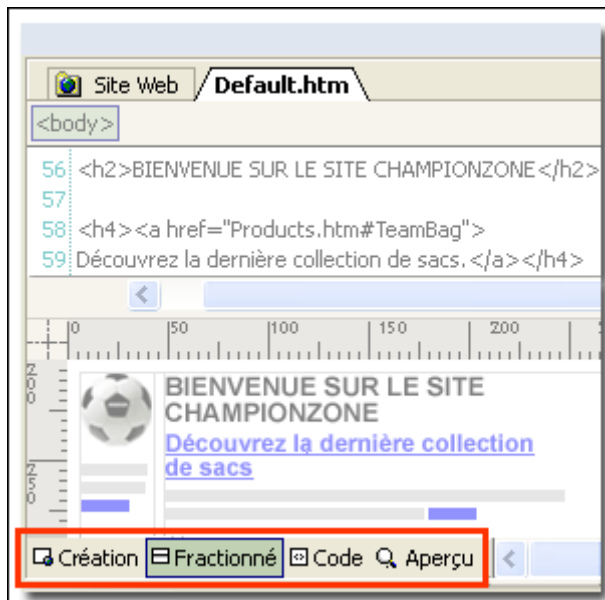 Site Web Default.htm
<body>
56 <h2>BIENVENUE SUR LE SITE CHAMPIONZONE</h2>
57
58 <h4><a href="Products.htm#TeamBag">
59 Découvrez la dernière collection de sacs.</a></h4>
0 50 100 150 200
200
BIENVENUE SUR LE SITE
CHAMPIONZONE
Découvrez la dernière collection
de sacs
250
Création Fractionné Code Aperçu